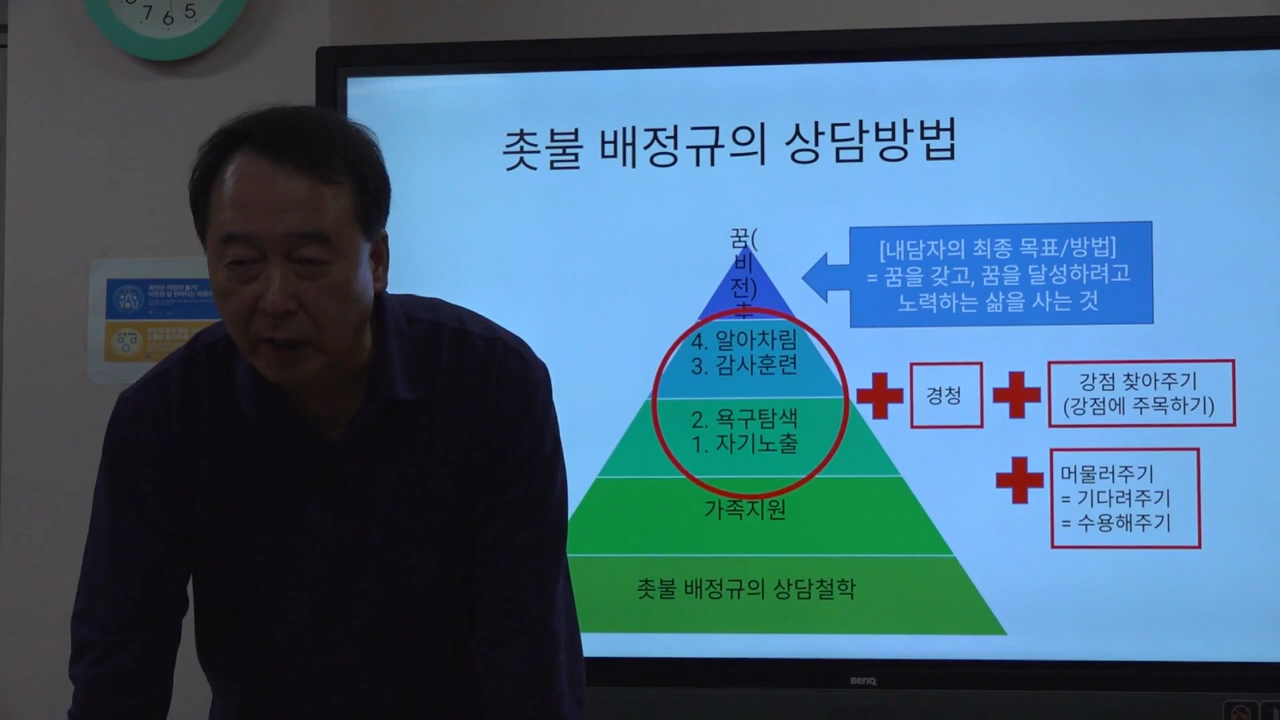 7 6 5
촛불 배정규의 상담방법
꿈(
비
전)
[내담자의 최종 목표/방법]
= 꿈을 갖고, 꿈을 달성하려고
노력하는 삶을 사는 것
4. 알아차림
3. 감사훈련
2. 욕구탐색
1. 자기노출
경청
강점 찾아주기
(강점에 주목하기)
머물러주기
= 기다려주기
= 수용해주기
가족지원
촛불 배정규의 상담철학
BenQ